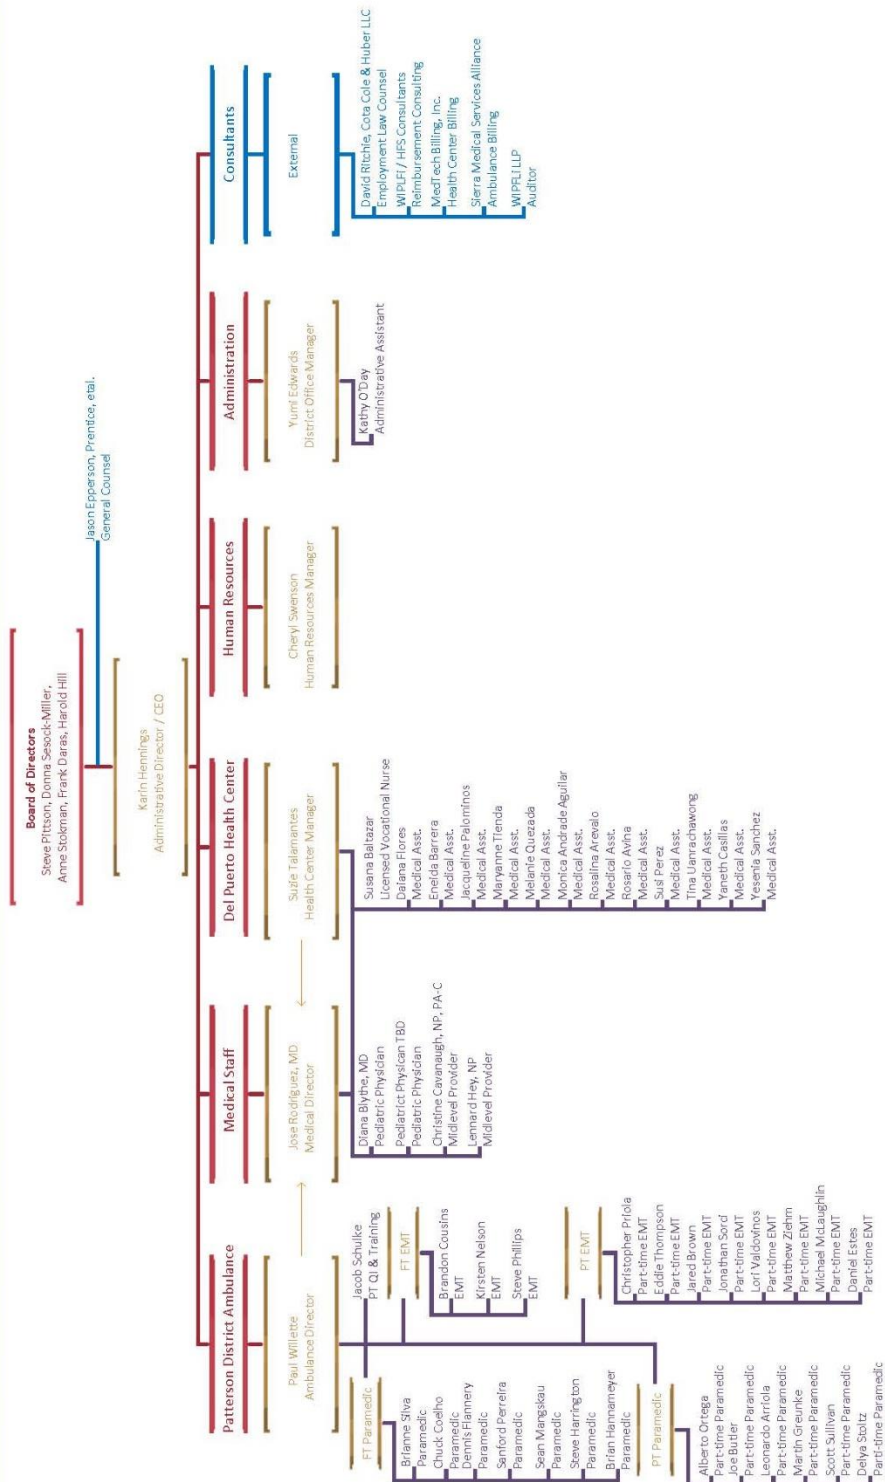 Board of Directors
Steve Pittson, Donna Sesock-Miller,
Anne Stokman, Frank Daras, Harold Hill
Jason Epperson, Prentice, etal.
General Counsel
Karin Hennings
Administrative Director / CEO
Patterson District Ambulance
Paul Willette
Ambulance Director
Jacob Schulke
PT QI & Training
FT Paramedic
Brianne Silva
Paramedic
Chuck Coelho
Paramedic
Dennis Flannery
Paramedic
Sanford Perreira
Paramedic
Sean Mangskau
Paramedic
Steve Harrington
Paramedic
Brian Hannameyer
Paramedic
FT EMT
Brandon Cousins
EMT
Kirsten Nelson
EMT
Steve Phillips
EMT
PT Paramedic
Alberto Ortega
Part-time Paramedic
Joe Butler
Part-time Paramedic
Leonardo Arriola
Part-time Paramedic
Martin Greunke
Part-time Paramedic
Scott Sullivan
Part-time Paramedic
Delya Stoltz
Parti-time Paramedic
PT EMT
Christopher Priola
Part-time EMT
Eddie Thompson
Part-time EMT
Jared Brown
Part-time EMT
Jonathan Sord
Part-time EMT
Lori Valdovinos
Part-time EMT
Matthew Ziehm
Part-time EMT
Michael McLaughlin
Part-time EMT
Daniel Estes
Part-time EMT
Medical Staff
Jose Rodriguez, MD
Medical Director
Diana Blythe, MD
Pediatric Physician
Pediatrict Physican TBD
Pediatric Physician
Christine Cavanaugh, NP, PA-C
Midlevel Provider
Lennard Hey, NP
Midlevel Provider
Del Puerto Health Center
Suzie Talamantes
Health Center Manager
Susana Baltazar
Licensed Vocational Nurse
Daiana Flores
Medical Asst.
Eneida Barrera
Medical Asst.
Jacqueline Palominos
Medical Asst.
Maryanne Tienda
Medical Asst.
Melanie Quezada
Medical Asst.
Monica Andrade Aguilar
Medical Asst.
Rosalina Arevalo
Medical Asst.
Rosario Avina
Medical Asst.
Susi Perez
Medical Asst.
Tina Uanrachawong
Medical Asst.
Yaneth Casillas
Medical Asst.
Yesenia Sanchez
Medical Asst.
Human Resources
Cheryl Swenson
Human Resources Manager
Administration
Yumi Edwards
District Office Manager
Kathy O'Day
Administrative Assistant
Consultants
External
David Ritchie, Cota Cole & Huber LLC
Employment Law Counsel
WIPLFI / HFS Consultants
Reimbursement Consulting
MedTech Billing, Inc.
Health Center Billing
Sierra Medical Services Alliance
Ambulance Billing
WIPFLI LLP
Auditor